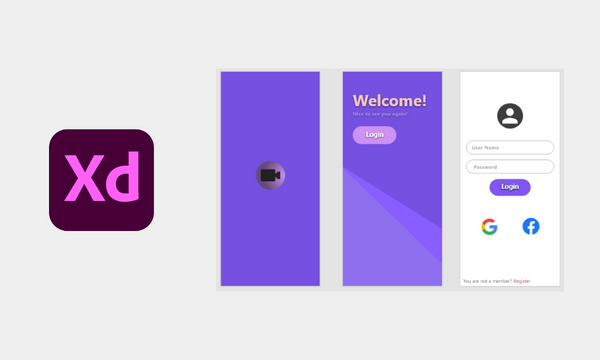 Xd
Welcome!
Nice to see you again!
Login
User Name
Password
Login
You are not a member? Register